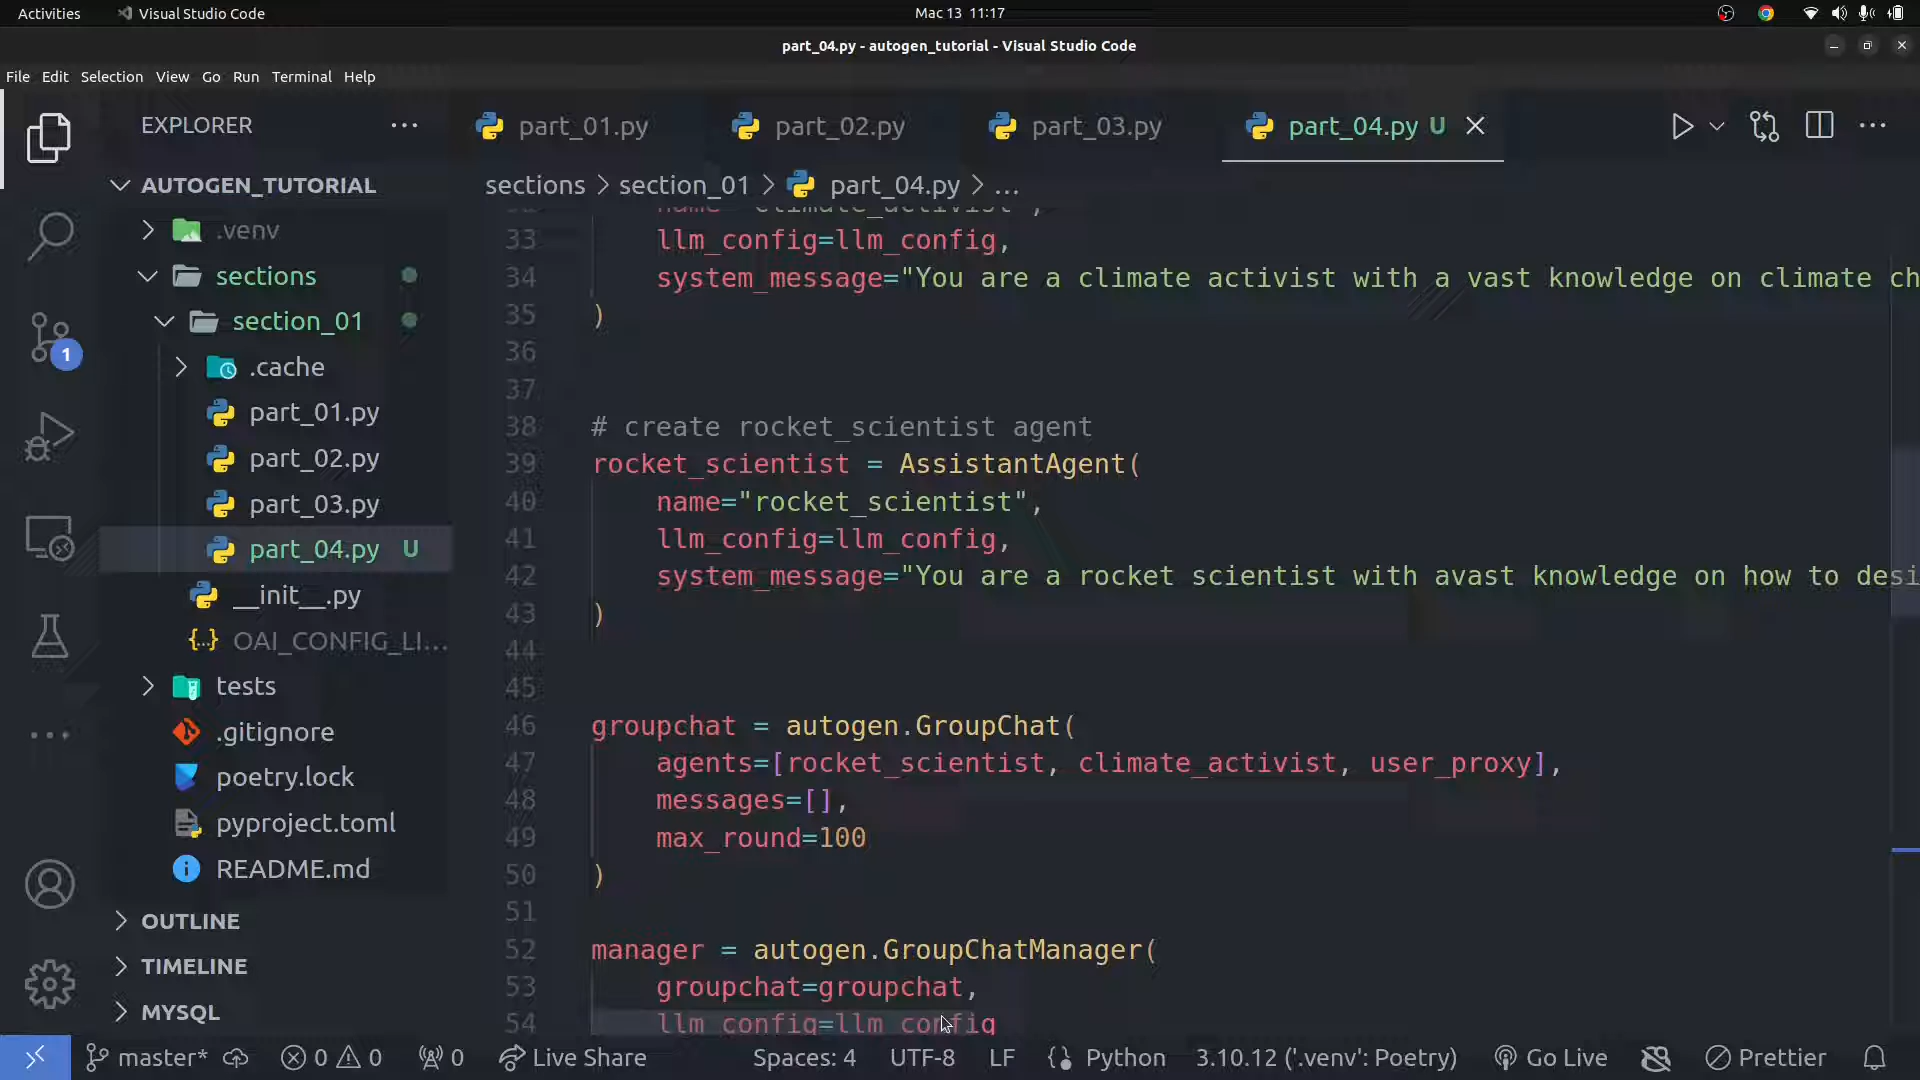 Activities
Visual Studio Code
Mac 13 11:17
part_04.py - autogen_tutorial - Visual Studio Code
File Edit Selection View Go Run Terminal Help
EXPLORER
part_01.py
part_02.py
part_03.py
part_04.py U
AUTOGEN_TUTORIAL
sections > section_01 > part_04.py > ...
.venv
sections
section_01
.cache
part_01.py
part_02.py
part_03.py
part_04.py U
__init__.py
OAI_CONFIG_LI...
tests
.gitignore
poetry.lock
pyproject.toml
README.md
OUTLINE
TIMELINE
MYSQL
1
33 llm_config=llm_config,
34 system_message="You are a climate activist with a vast knowledge on climate ch
35 )
36
37
38 # create rocket_scientist agent
39 rocket_scientist = AssistantAgent(
40 name="rocket_scientist",
41 llm_config=llm_config,
42 system_message="You are a rocket scientist with avast knowledge on how to desi
43 )
44
45
46 groupchat = autogen.GroupChat(
47 agents=[rocket_scientist, climate_activist, user_proxy],
48 messages=[],
49 max_round=100
50 )
51
52 manager = autogen.GroupChatManager(
53 groupchat=groupchat,
54 llm_config=llm_config
master* 0 0 0 Live Share Spaces: 4 UTF-8 LF Python 3.10.12 ('.venv': Poetry) Go Live Prettier